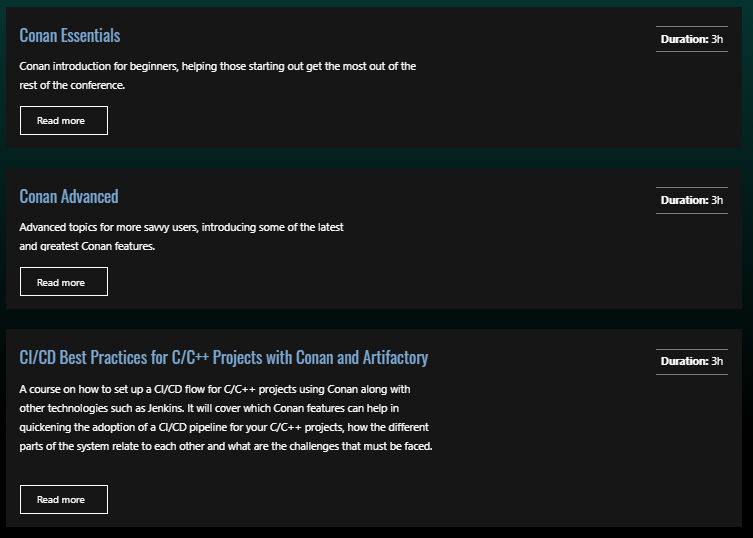 Conan Essentials
Duration: 3h
Conan introduction for beginners, helping those starting out get the most out of the
rest of the conference.
Read more
Conan Advanced
Duration: 3h
Advanced topics for more savvy users, introducing some of the latest
and greatest Conan features.
Read more
CI/CD Best Practices for C/C++ Projects with Conan and Artifactory
Duration: 3h
A course on how to set up a CI/CD flow for C/C++ projects using Conan along with
other technologies such as Jenkins. It will cover which Conan features can help in
quickening the adoption of a CI/CD pipeline for your C/C++ projects, how the different
parts of the system relate to each other and what are the challenges that must be faced.
Read more